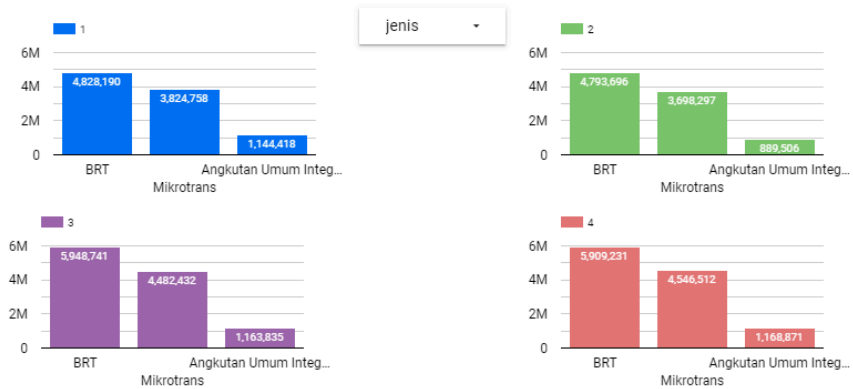 jenis
1
6M
4M
2M
0
4,828,190
3,824,758
1,144,418
BRT
Mikrotrans
Angkutan Umum Integ...
2
6M
4M
2M
0
4,793,696
3,698,297
889,506
BRT
Mikrotrans
Angkutan Umum Integ...
3
6M
4M
2M
0
5,948,741
4,482,432
1,163,835
BRT
Mikrotrans
Angkutan Umum Integ...
4
6M
4M
2M
0
5,909,231
4,546,512
1,168,871
BRT
Mikrotrans
Angkutan Umum Integ...